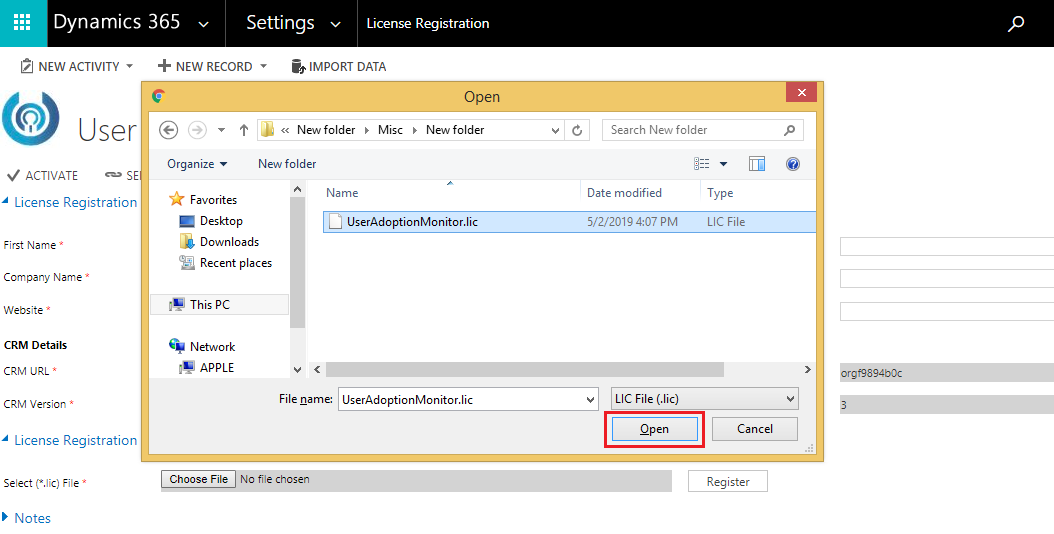 Dynamics 365 Settings License Registration
NEW ACTIVITY NEW RECORD IMPORT DATA
Open
User
« New folder Misc New folder
Search New folder
Organize New folder
ACTIVATE SE
License Registration
First Name *
Company Name *
Website *
CRM Details
CRM URL *
orgf9894b0c
CRM Version *
3
License Registration
Favorites
Desktop
Downloads
Recent places
This PC
Network
APPLE
Name Date modified Type
UserAdoptionMonitor.lic 5/2/2019 4:07 PM LIC File
File name: UserAdoptionMonitor.lic LIC File (.lic)
Open Cancel
Select (*.lic) File * Choose File No file chosen Register
Notes